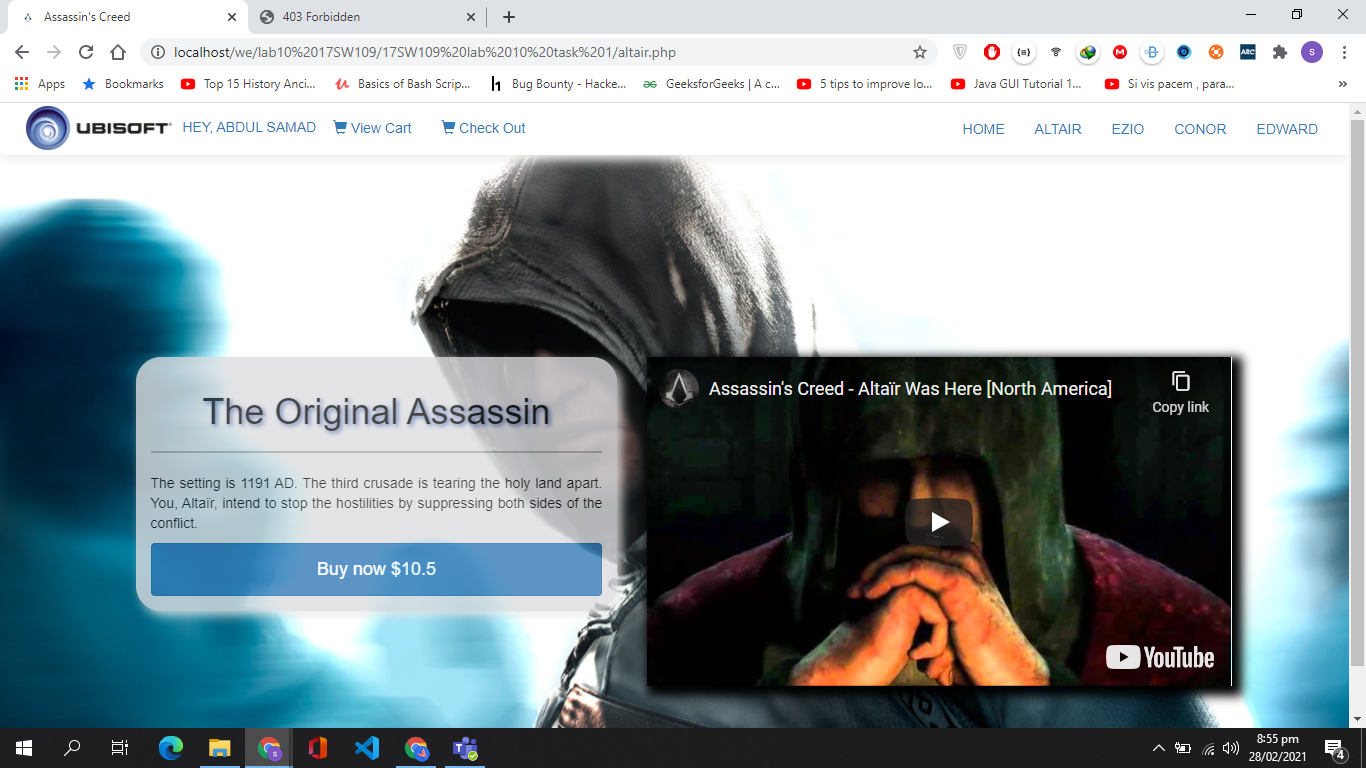 Assassin's Creed
403 Forbidden
localhost/we/lab10%2017SW109/17SW109%20lab%2010%20task%201/altair.php
ARC
S
Apps
Bookmarks
Top 15 History Anci...
Basics of Bash Scrip...
Bug Bounty - Hacke...
GeeksforGeeks | A c...
5 tips to improve lo...
Java GUI Tutorial 1...
Si vis pacem , para...
»
UBISOFT
HEY, ABDUL SAMAD
View Cart
Check Out
HOME
ALTAIR
EZIO
CONOR
EDWARD
The Original Assassin
The setting is 1191 AD. The third crusade is tearing the holy land apart.
You, Altaïr, intend to stop the hostilities by suppressing both sides of the
conflict.
Buy now $10.5
Assassin's Creed - Altaïr Was Here [North America]
Copy link
YouTube
8:55 pm
28/02/2021
4